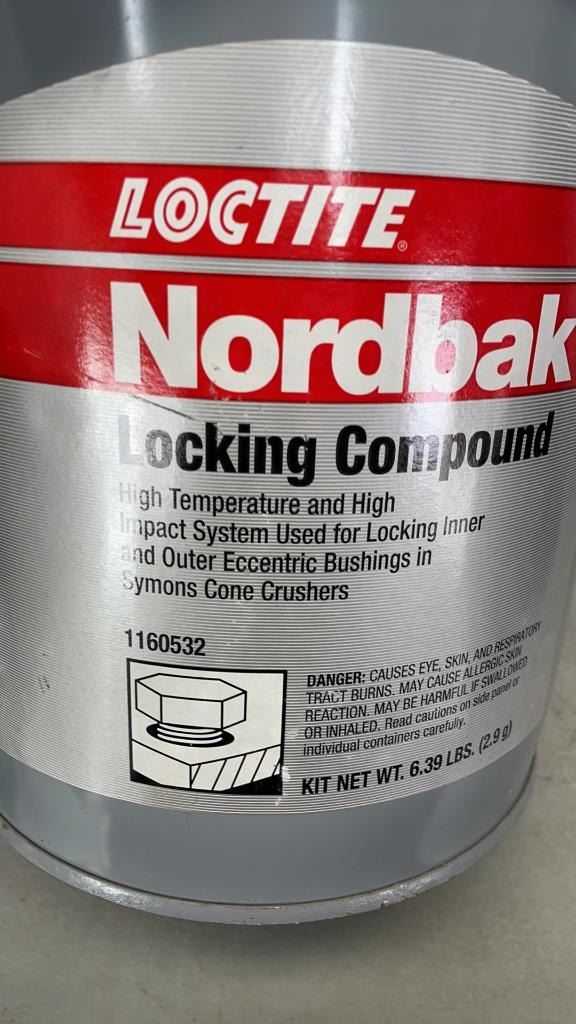 LOCTITE®
Nordbak
Locking Compound
High Temperature and High
Impact System Used for Locking Inner
and Outer Eccentric Bushings in
Symons Cone Crushers
1160532
DANGER: CAUSES EYE, SKIN, AND RESPIRATORY
TRACT BURNS. MAY CAUSE ALLERGIC SKIN
REACTION. MAY BE HARMFUL IF SWALLOWED
OR INHALED. Read cautions on side panel or
individual containers carefully.
KIT NET WT. 6.39 LBS. (2.9 g)